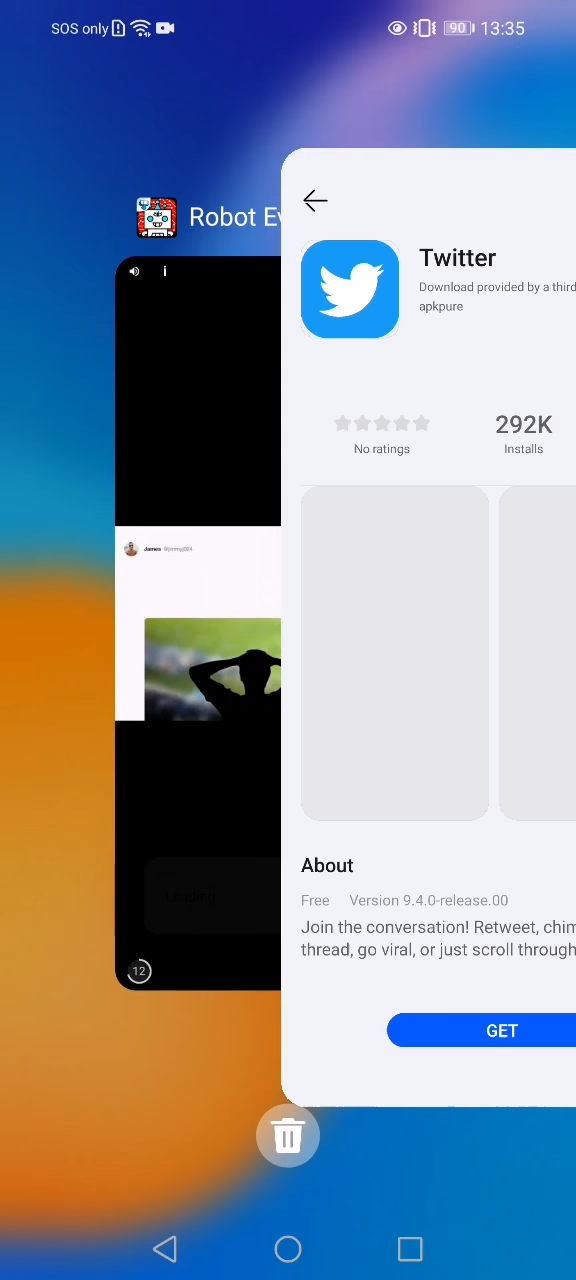 SOS only
90
13:35
Robot Ev
Twitter
Download provided by a third
apkpure
No ratings
292K
Installs
James @jimmyj004
About
Free Version 9.4.0-release.00
Join the conversation! Retweet, chim
thread, go viral, or just scroll through
Loading
12
GET